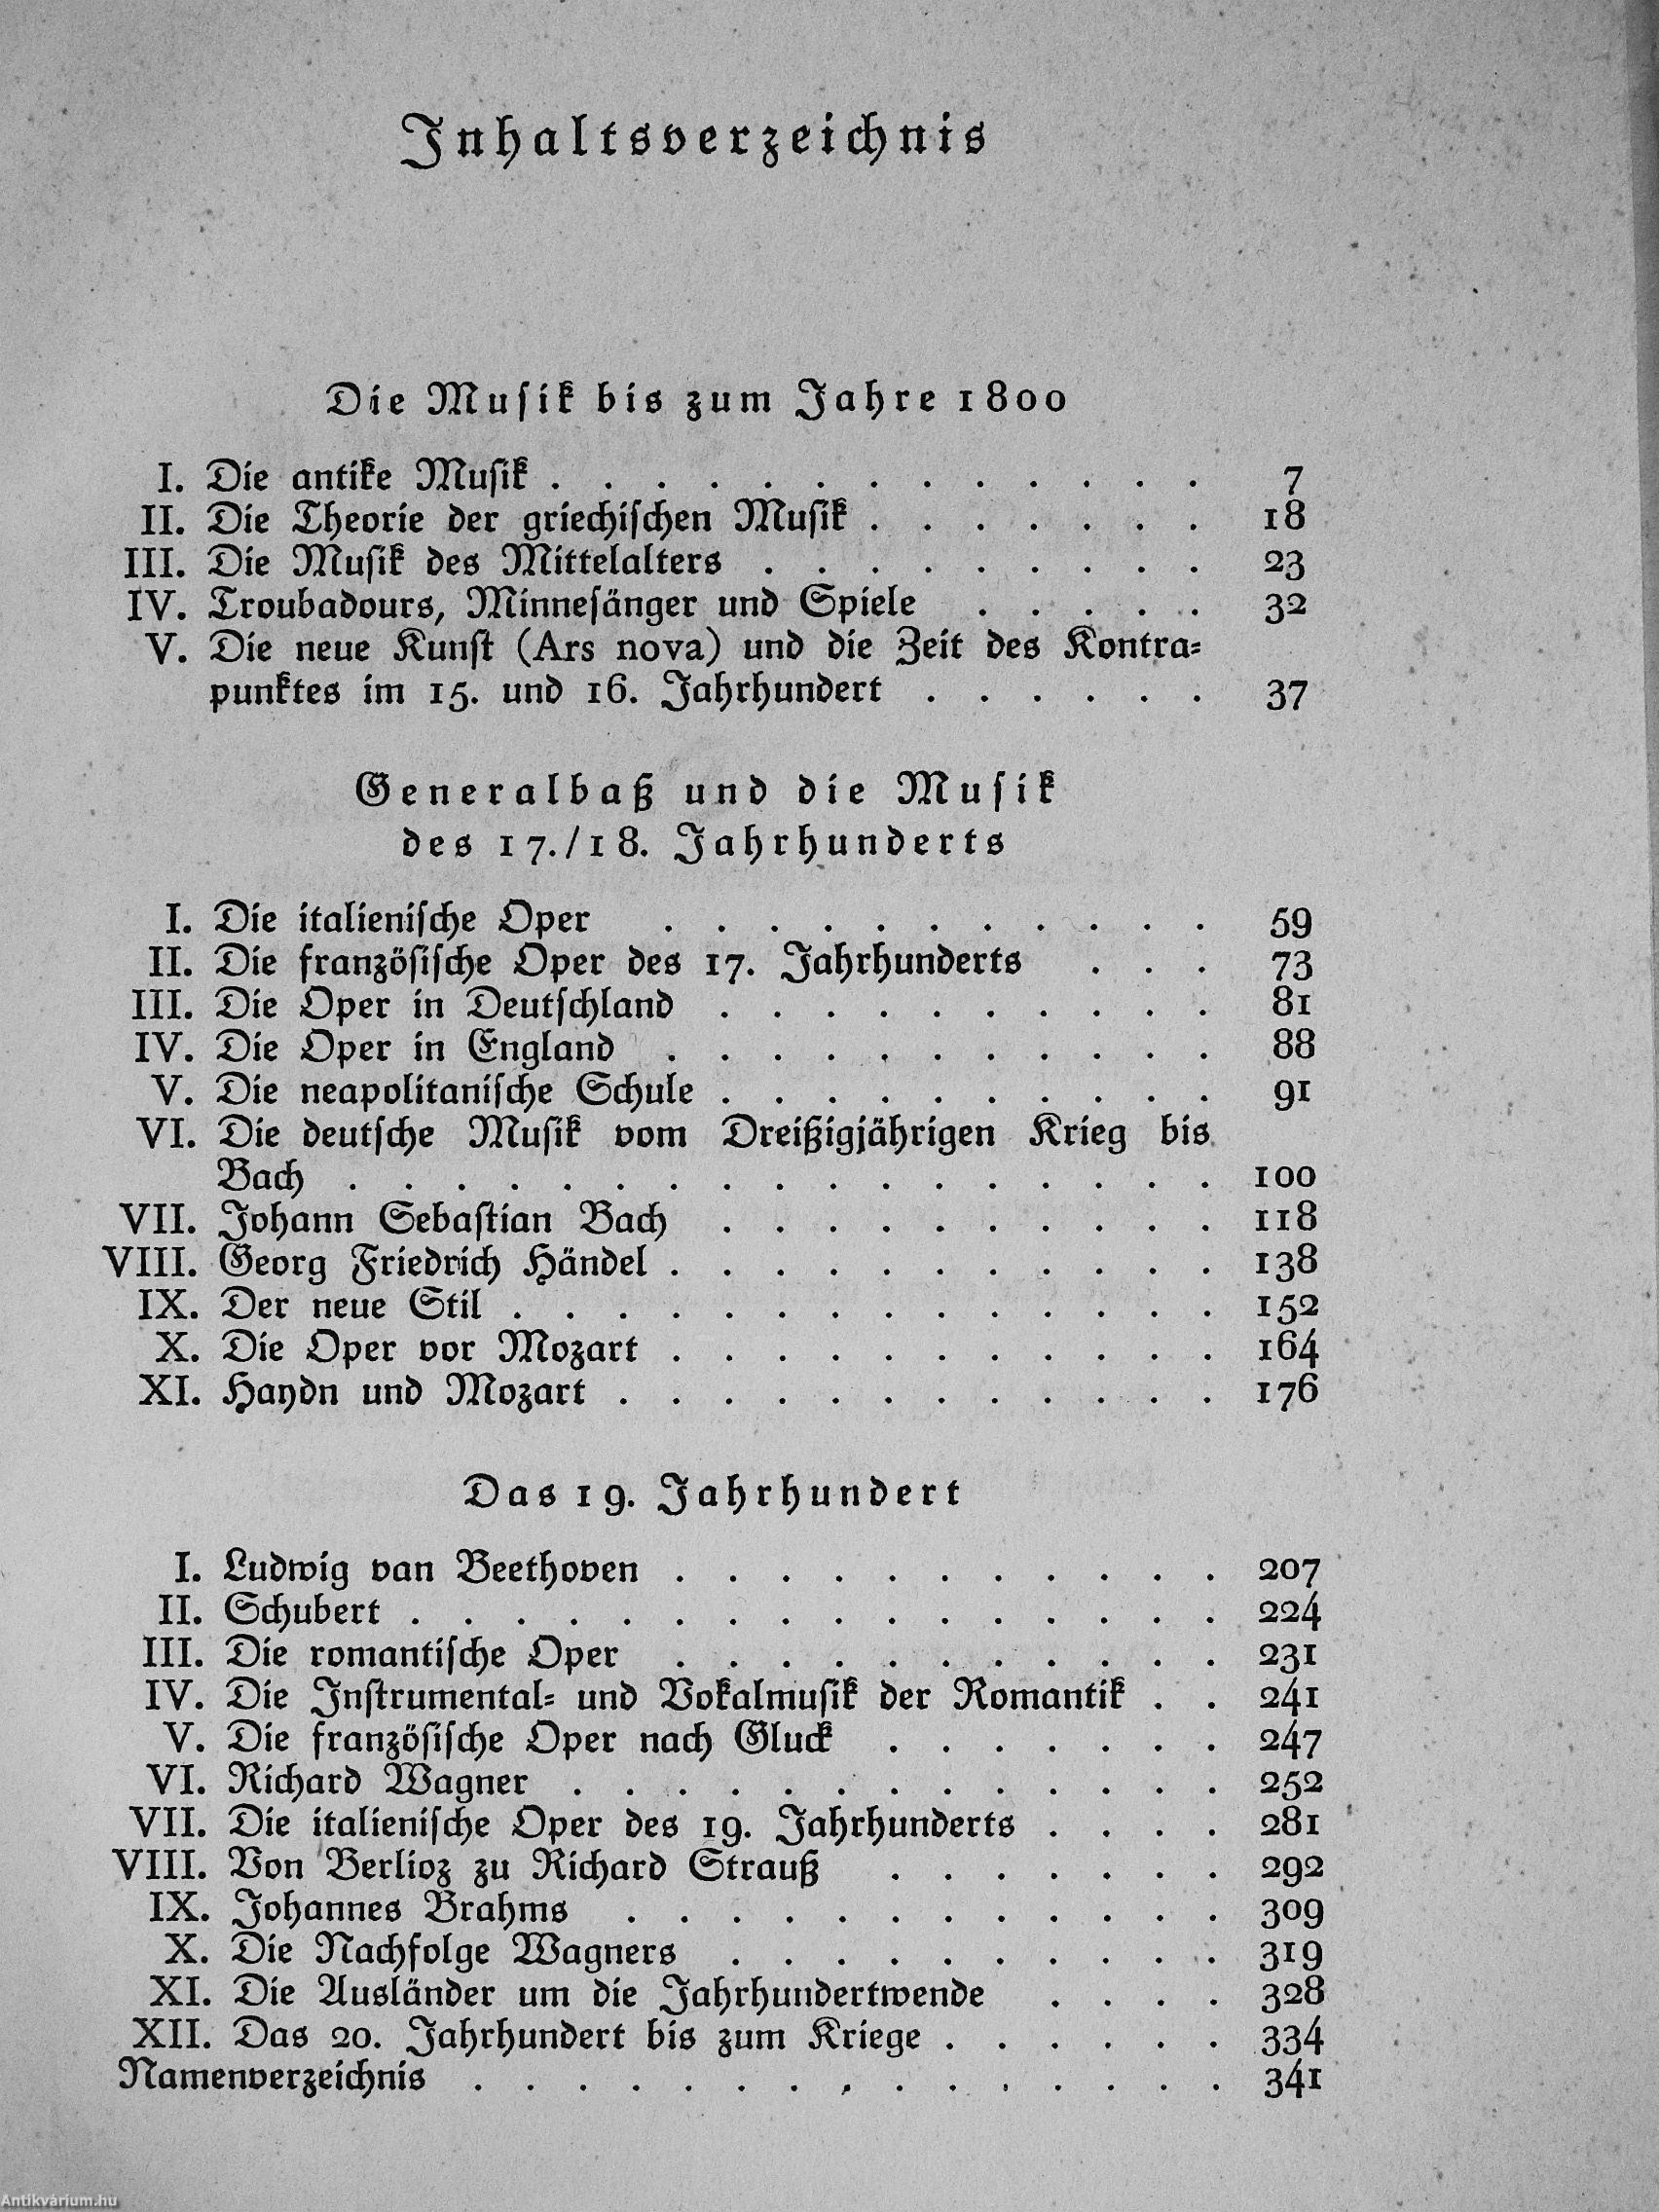 Inhaltsverzeichnis
Die Musik bis zum Jahre 1800
I. Die antike Musik . . . . . . . . . . . . . 7
II. Die Theorie der griechischen Musik . . . . . . . 18
III. Die Musik des Mittelalters . . . . . . . . . 23
IV. Troubadours, Minnesänger und Spiele . . . . . 32
V. Die neue Kunst (Ars nova) und die Zeit des Kontra-
punktes im 15. und 16. Jahrhundert . . . . . . 37
Generalbaß und die Musik
des 17./18. Jahrhunderts
I. Die italienische Oper . . . . . . . . . . . 59
II. Die französische Oper des 17. Jahrhunderts . . . 73
III. Die Oper in Deutschland . . . . . . . . . . 81
IV. Die Oper in England . . . . . . . . . . . 88
V. Die neapolitanische Schule . . . . . . . . . . 91
VI. Die deutsche Musik vom Dreißigjährigen Krieg bis
Bach . . . . . . . . . . . . . . . . . 100
VII. Johann Sebastian Bach . . . . . . . . . . 118
VIII. Georg Friedrich Händel . . . . . . . . . . . 138
IX. Der neue Stil . . . . . . . . . . . . . . 152
X. Die Oper vor Mozart . . . . . . . . . . . 164
XI. Haydn und Mozart . . . . . . . . . . . . 176
Das 19. Jahrhundert
I. Ludwig van Beethoven . . . . . . . . . . . 207
II. Schubert . . . . . . . . . . . . . . . . 224
III. Die romantische Oper . . . . . . . . . . . 231
IV. Die Instrumental- und Vokalmusik der Romantik . . 241
V. Die französische Oper nach Gluck . . . . . . . 247
VI. Richard Wagner . . . . . . . . . . . . . 252
VII. Die italienische Oper des 19. Jahrhunderts . . . . 281
VIII. Von Berlioz zu Richard Strauß . . . . . . . 292
IX. Johannes Brahms . . . . . . . . . . . . 309
X. Die Nachfolge Wagners . . . . . . . . . . 319
XI. Die Ausländer um die Jahrhundertwende . . . . 328
XII. Das 20. Jahrhundert bis zum Kriege . . . . . . 334
Namenverzeichnis . . . . . . . . . . . . . . . 341
Antikvárium.hu